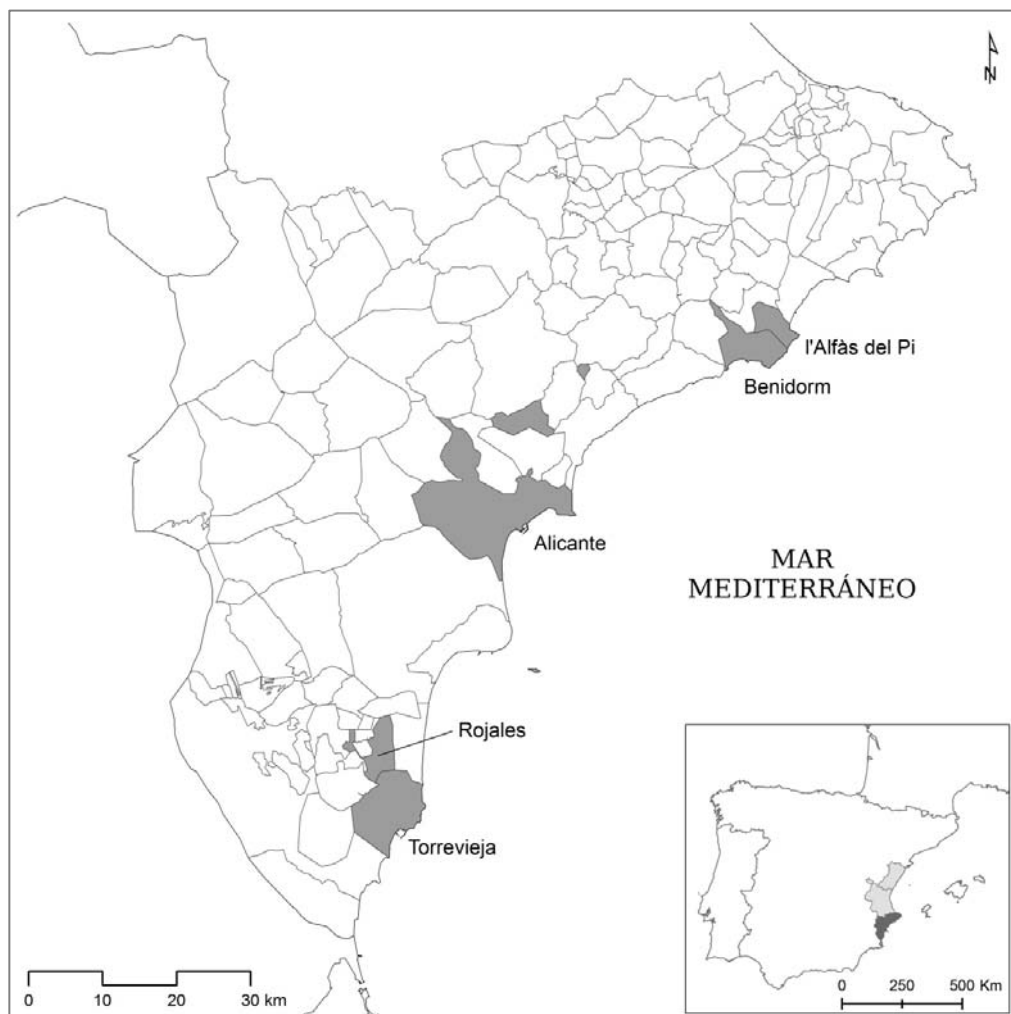 N
l'Alfàs del Pi
Benidorm
Alicante
MAR
MEDITERRÁNEO
Rojales
Torrevieja
0 10 20 30 km
0 250 500 Km